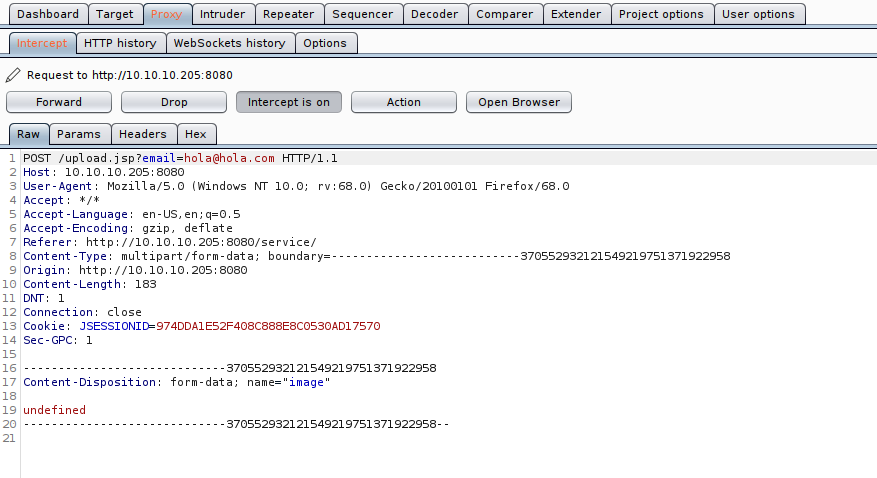 Dashboard Target Proxy Intruder Repeater Sequencer Decoder Comparer Extender Project options User options
Intercept HTTP history WebSockets history Options
Request to http://10.10.10.205:8080
Forward Drop Intercept is on Action Open Browser
Raw Params Headers Hex
1 POST /upload.jsp?email=hola@hola.com HTTP/1.1
2 Host: 10.10.10.205:8080
3 User-Agent: Mozilla/5.0 (Windows NT 10.0; rv:68.0) Gecko/20100101 Firefox/68.0
4 Accept: */*
5 Accept-Language: en-US,en;q=0.5
6 Accept-Encoding: gzip, deflate
7 Referer: http://10.10.10.205:8080/service/
8 Content-Type: multipart/form-data; boundary=---------------------------3705529321215492197513719​22958
9 Origin: http://10.10.10.205:8080
10 Content-Length: 183
11 DNT: 1
12 Connection: close
13 Cookie: JSESSIONID=974DDA1E52F408C888E8C0530AD17570
14 Sec-GPC: 1
15
16 -----------------------------370552932121549219751371922958
17 Content-Disposition: form-data; name="image"
18
19 undefined
20 -----------------------------370552932121549219751371922958--
21